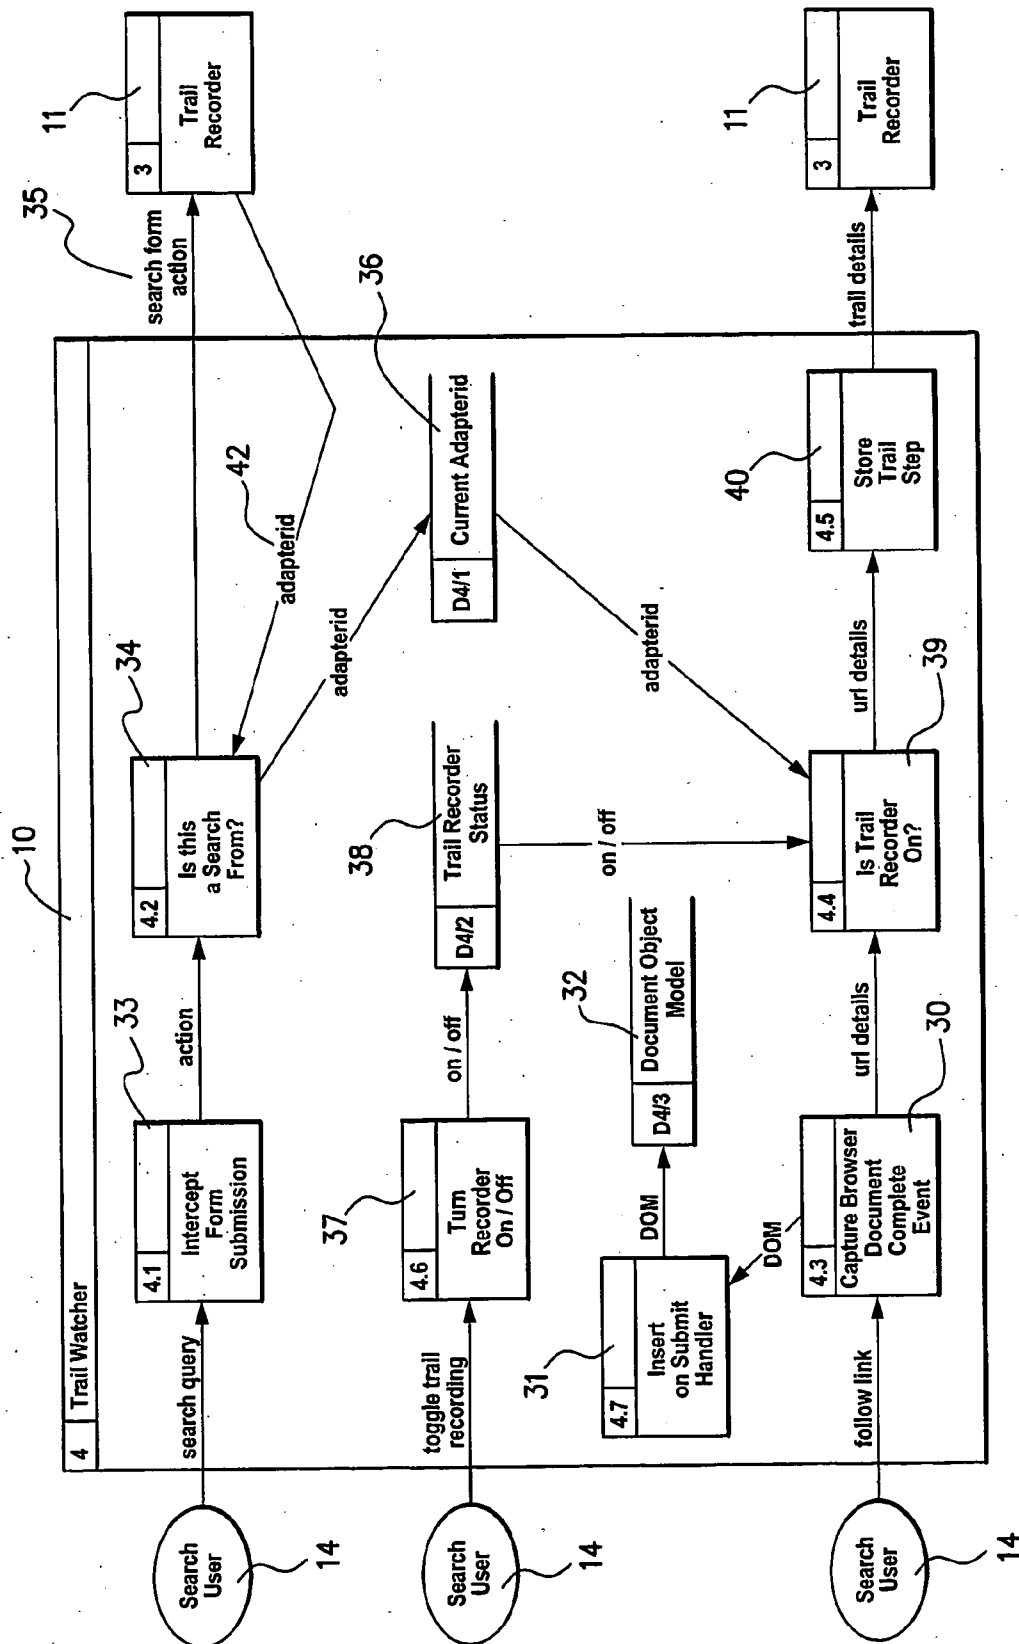 10
4
Trail Watcher
Search
User
14
search query
4.1
33
Intercept
Form
Submission
action
4.2
34
Is this
a Search
From?
search form
action
35
3
11
Trail
Recorder
adapterid
42
adapterid
D4/1
Current Adapterid
36
Search
User
14
toggle trail
recording
4.6
37
Turn
Recorder
On / Off
on / off
D4/2
Trail Recorder
Status
38
on / off
adapterid
4.7
31
Insert
on Submit
Handler
DOM
D4/3
Document Object
Model
32
DOM
Search
User
14
follow link
4.3
30
Capture Browser
Document
Complete
Event
url details
4.4
39
Is Trail
Recorder
On?
url details
4.5
40
Store
Trail
Step
trail details
3
11
Trail
Recorder